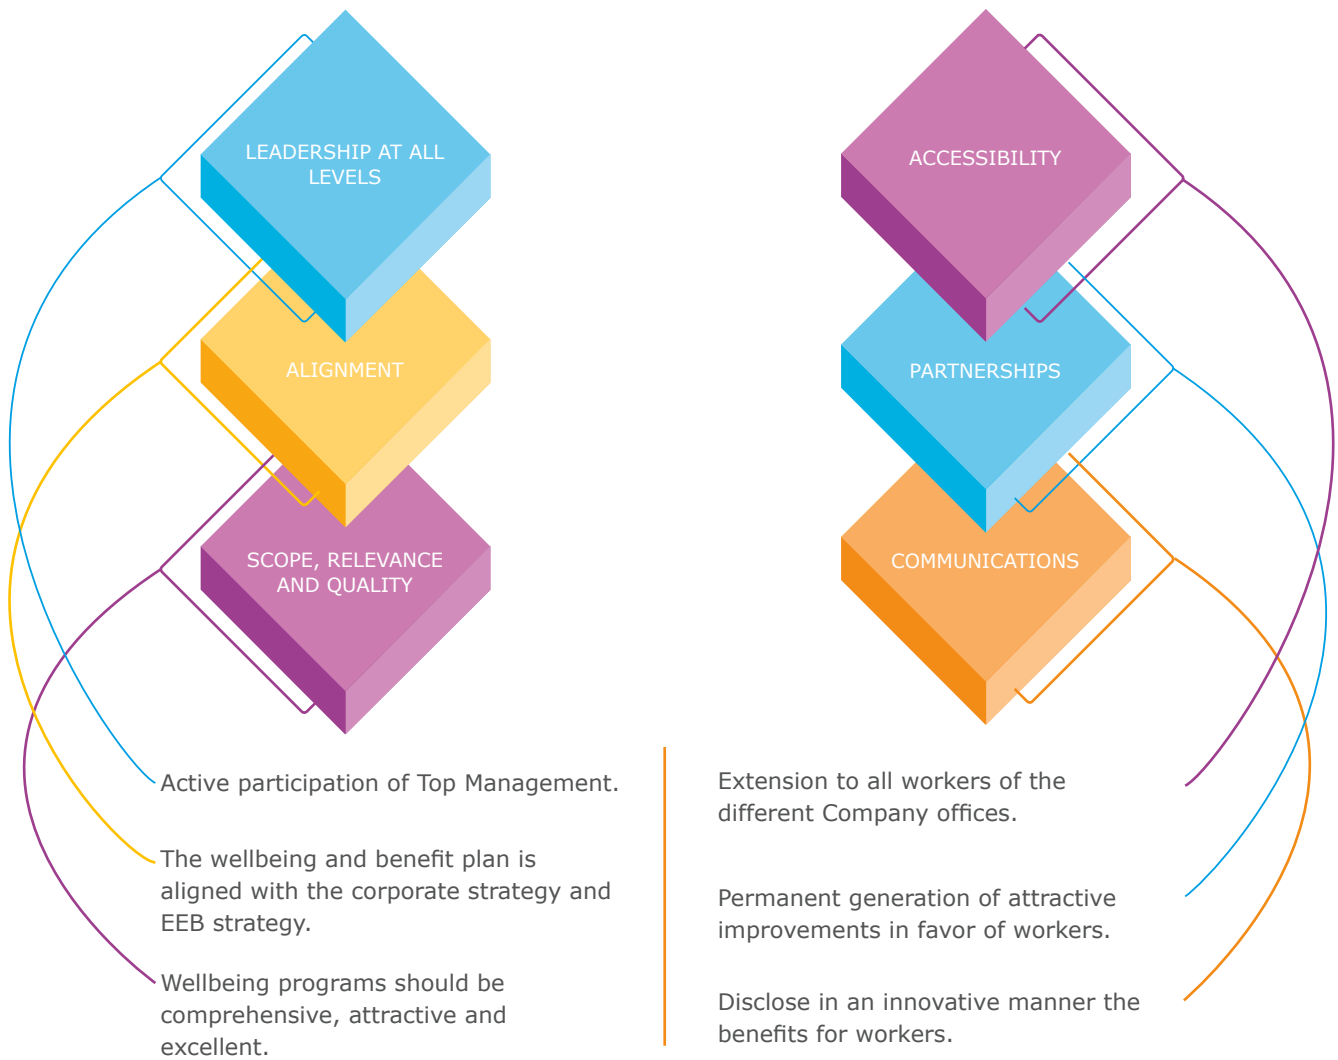 LEADERSHIP AT ALL
LEVELS
ALIGNMENT
SCOPE, RELEVANCE
AND QUALITY
ACCESSIBILITY
PARTNERSHIPS
COMMUNICATIONS
Active participation of Top Management.
The wellbeing and benefit plan is
aligned with the corporate strategy and
EEB strategy.
Wellbeing programs should be
comprehensive, attractive and
excellent.
Extension to all workers of the
different Company offices.
Permanent generation of attractive
improvements in favor of workers.
Disclose in an innovative manner the
benefits for workers.